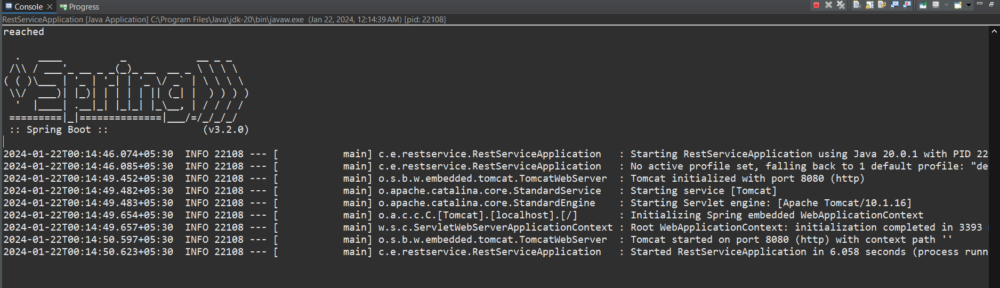 Console Progress
RestServiceApplication [Java Application] C:\Program Files\Java\jdk-20\bin\javaw.exe (Jan 22, 2024, 12:14:39 AM) [pid: 22108]
reached
  .   ____          _            __ _ _
 /\\ / ___'_ __ _ _(_)_ __  __ _ \ \ \ \
( ( )\___ | '_ | '_| | '_ \/ _` | \ \ \ \
 \\/  ___)| |_)| | | | | || (_| |  ) ) ) )
  '  |____| .__|_| |_|_| |_\__, | / / / /
 =========|_|==============|___/=/_/_/_/
 :: Spring Boot ::                (v3.2.0)
2024-01-22T00:14:46.074+05:30  INFO 22108 --- [           main] c.e.restservice.RestServiceApplication   : Starting RestServiceApplication using Java 20.0.1 with PID 22
2024-01-22T00:14:46.085+05:30  INFO 22108 --- [           main] c.e.restservice.RestServiceApplication   : No active profile set, falling back to 1 default profile: "de
2024-01-22T00:14:49.452+05:30  INFO 22108 --- [           main] o.s.b.w.embedded.tomcat.TomcatWebServer  : Tomcat initialized with port 8080 (http)
2024-01-22T00:14:49.482+05:30  INFO 22108 --- [           main] o.apache.catalina.core.StandardService   : Starting service [Tomcat]
2024-01-22T00:14:49.483+05:30  INFO 22108 --- [           main] o.apache.catalina.core.StandardEngine    : Starting Servlet engine: [Apache Tomcat/10.1.16]
2024-01-22T00:14:49.654+05:30  INFO 22108 --- [           main] o.a.c.c.C.[Tomcat].[localhost].[/]       : Initializing Spring embedded WebApplicationContext
2024-01-22T00:14:49.657+05:30  INFO 22108 --- [           main] w.s.c.ServletWebServerApplicationContext : Root WebApplicationContext: initialization completed in 3393
2024-01-22T00:14:50.597+05:30  INFO 22108 --- [           main] o.s.b.w.embedded.tomcat.TomcatWebServer  : Tomcat started on port 8080 (http) with context path ''
2024-01-22T00:14:50.623+05:30  INFO 22108 --- [           main] c.e.restservice.RestServiceApplication   : Started RestServiceApplication in 6.058 seconds (process runn